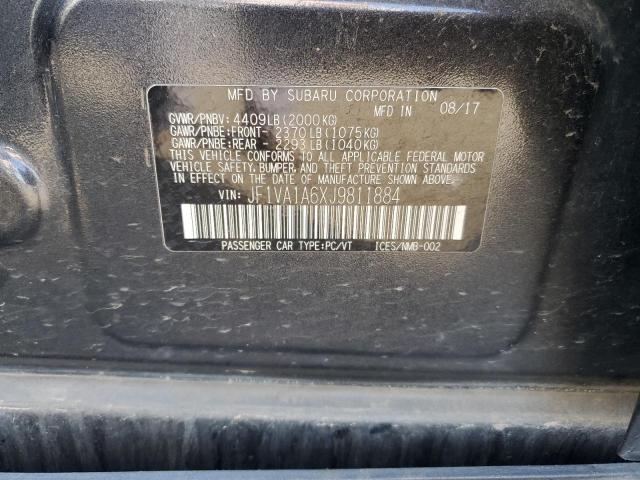 MFD BY SUBARU CORPORATION
MFD IN 08/17
GVWR/PNBV: 4409LB(2000KG)
GAWR/PNBE:FRONT- 2370LB(1075KG)
GAWR/PNBE:REAR - 2293LB(1040KG)
THIS VEHICLE CONFORMS TO ALL APPLICABLE FEDERAL MOTOR
VEHICLE SAFETY, BUMPER, AND THEFT PREVENTION STANDARDS
IN EFFECT ON THE DATE OF MANUFACTURE SHOWN ABOVE.
VIN: JF1VA1A6XJ9811884
PASSENGER CAR TYPE:PC/VT ICES/NMB-002